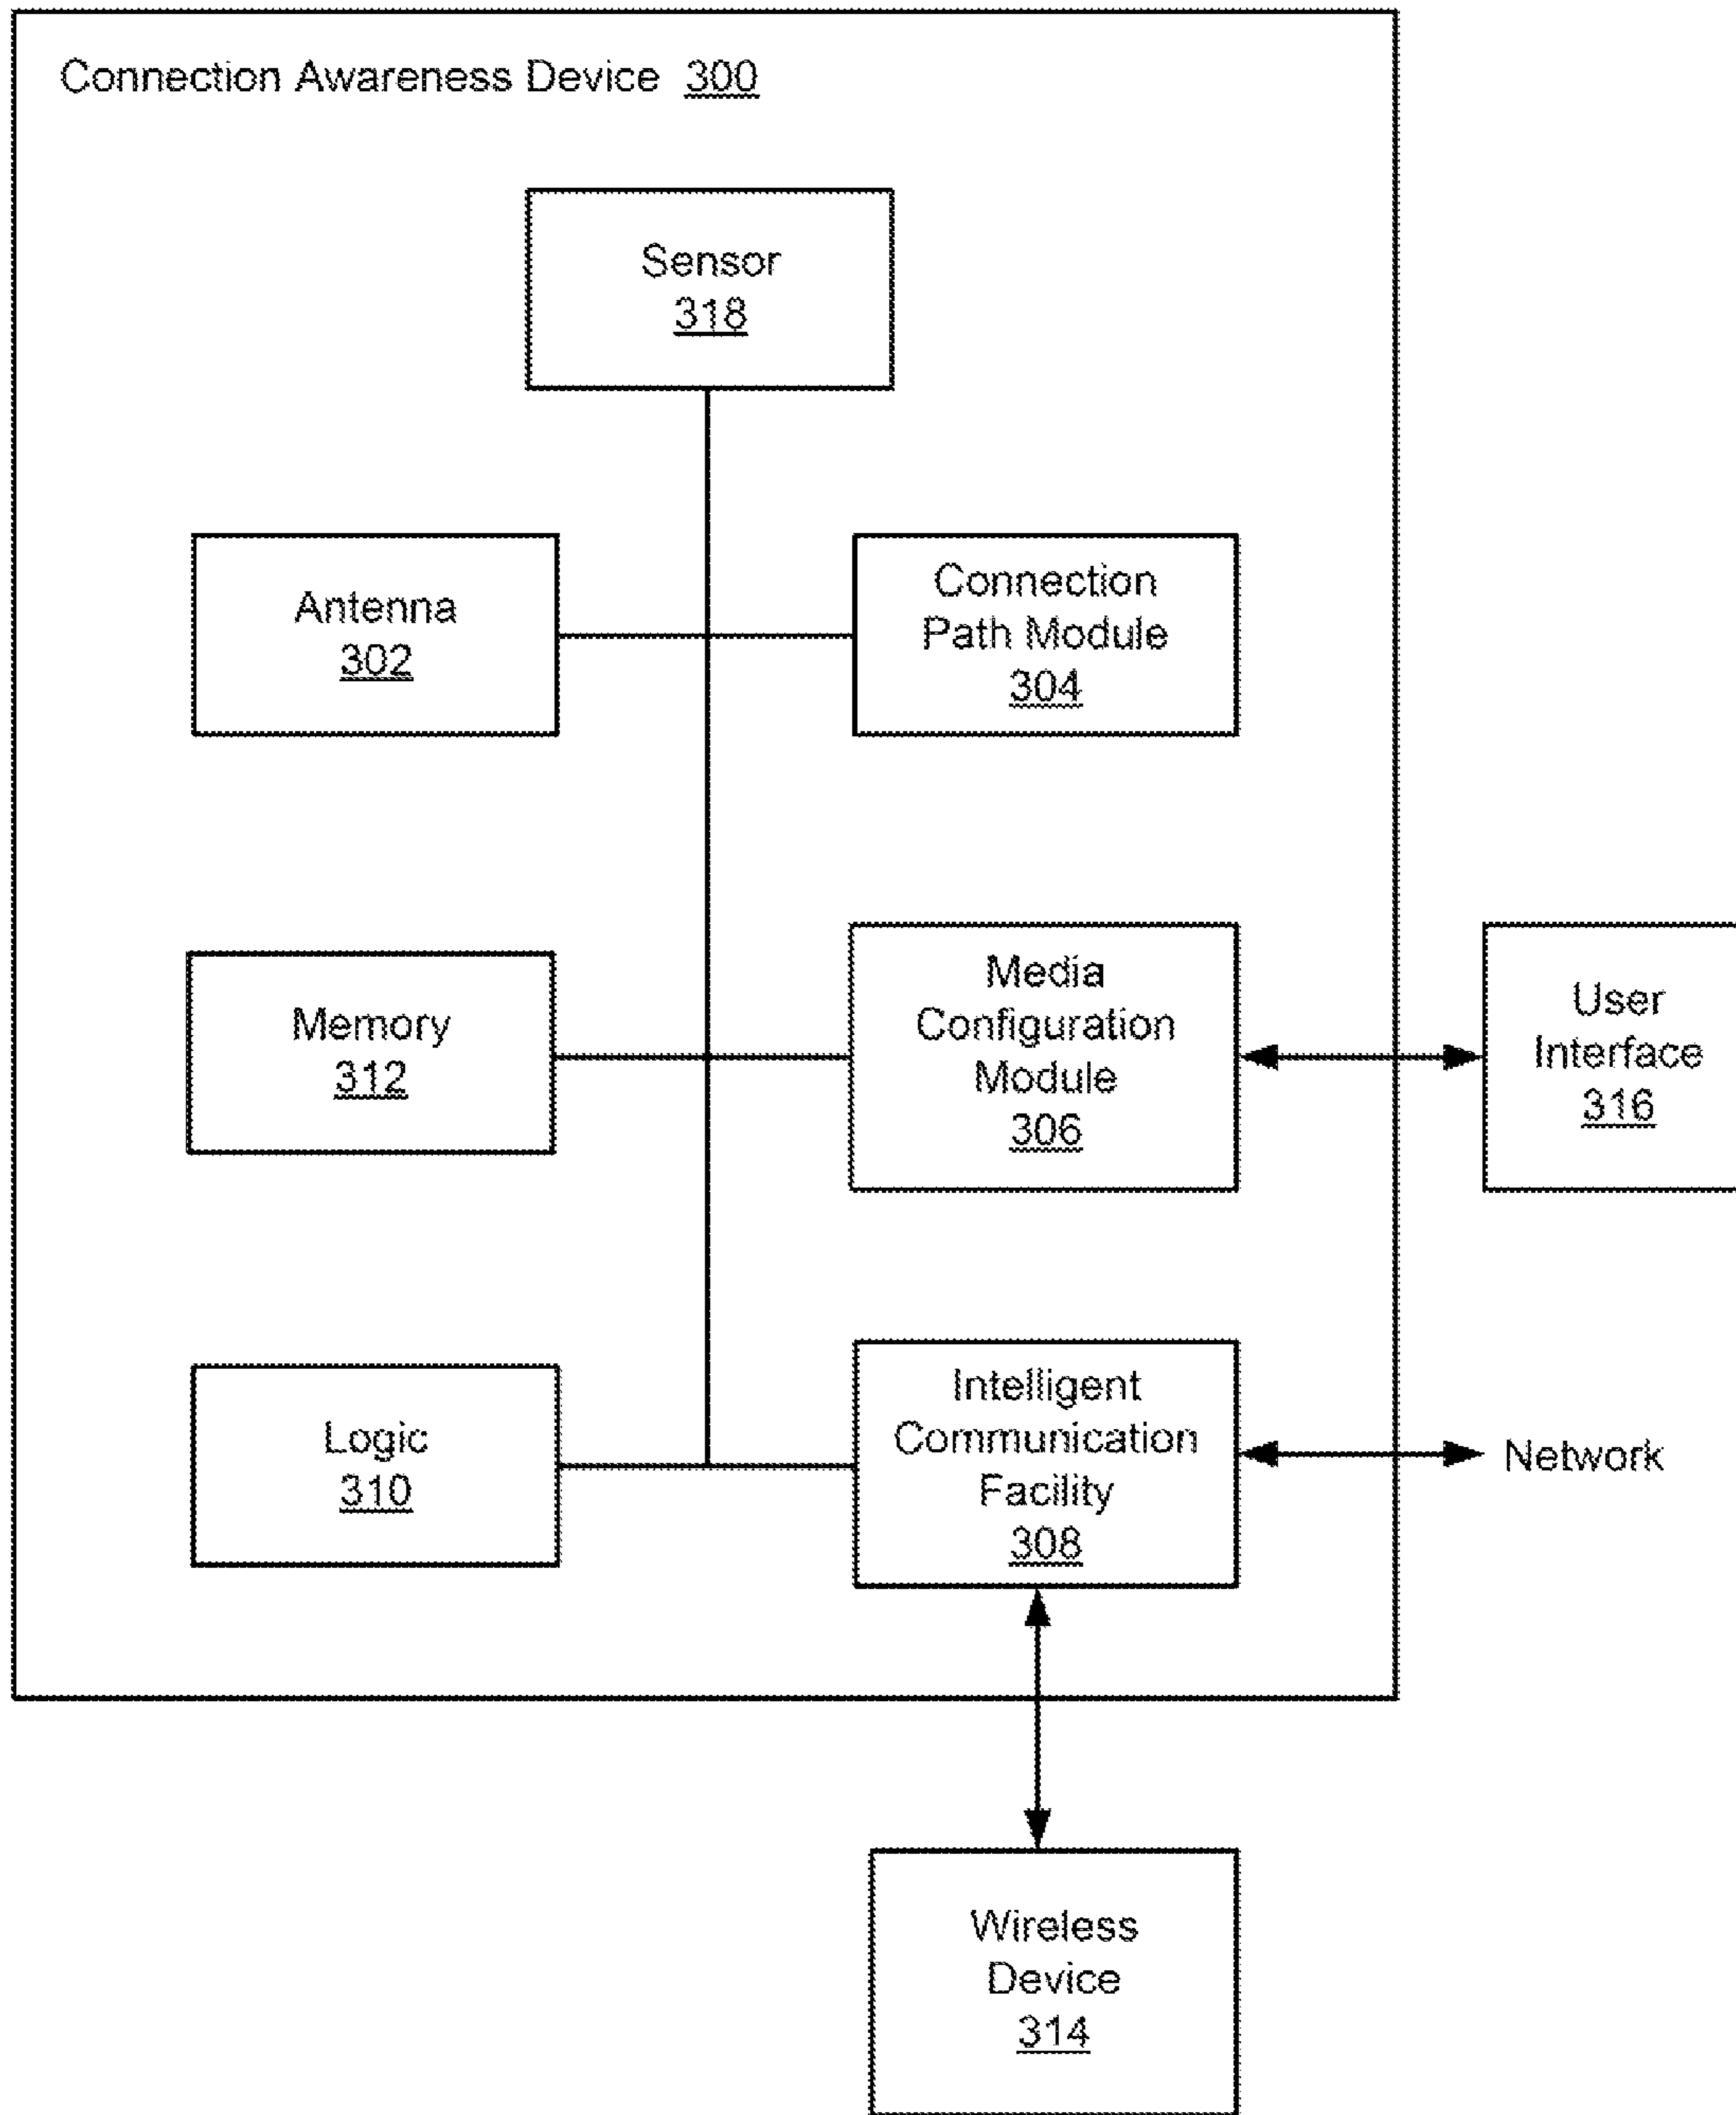 Connection Awareness Device 300
Sensor
318
Antenna
302
Connection
Path Module
304
Memory
312
Media
Configuration
Module
306
User
Interface
316
Logic
310
Intelligent
Communication
Facility
308
Network
Wireless
Device
314